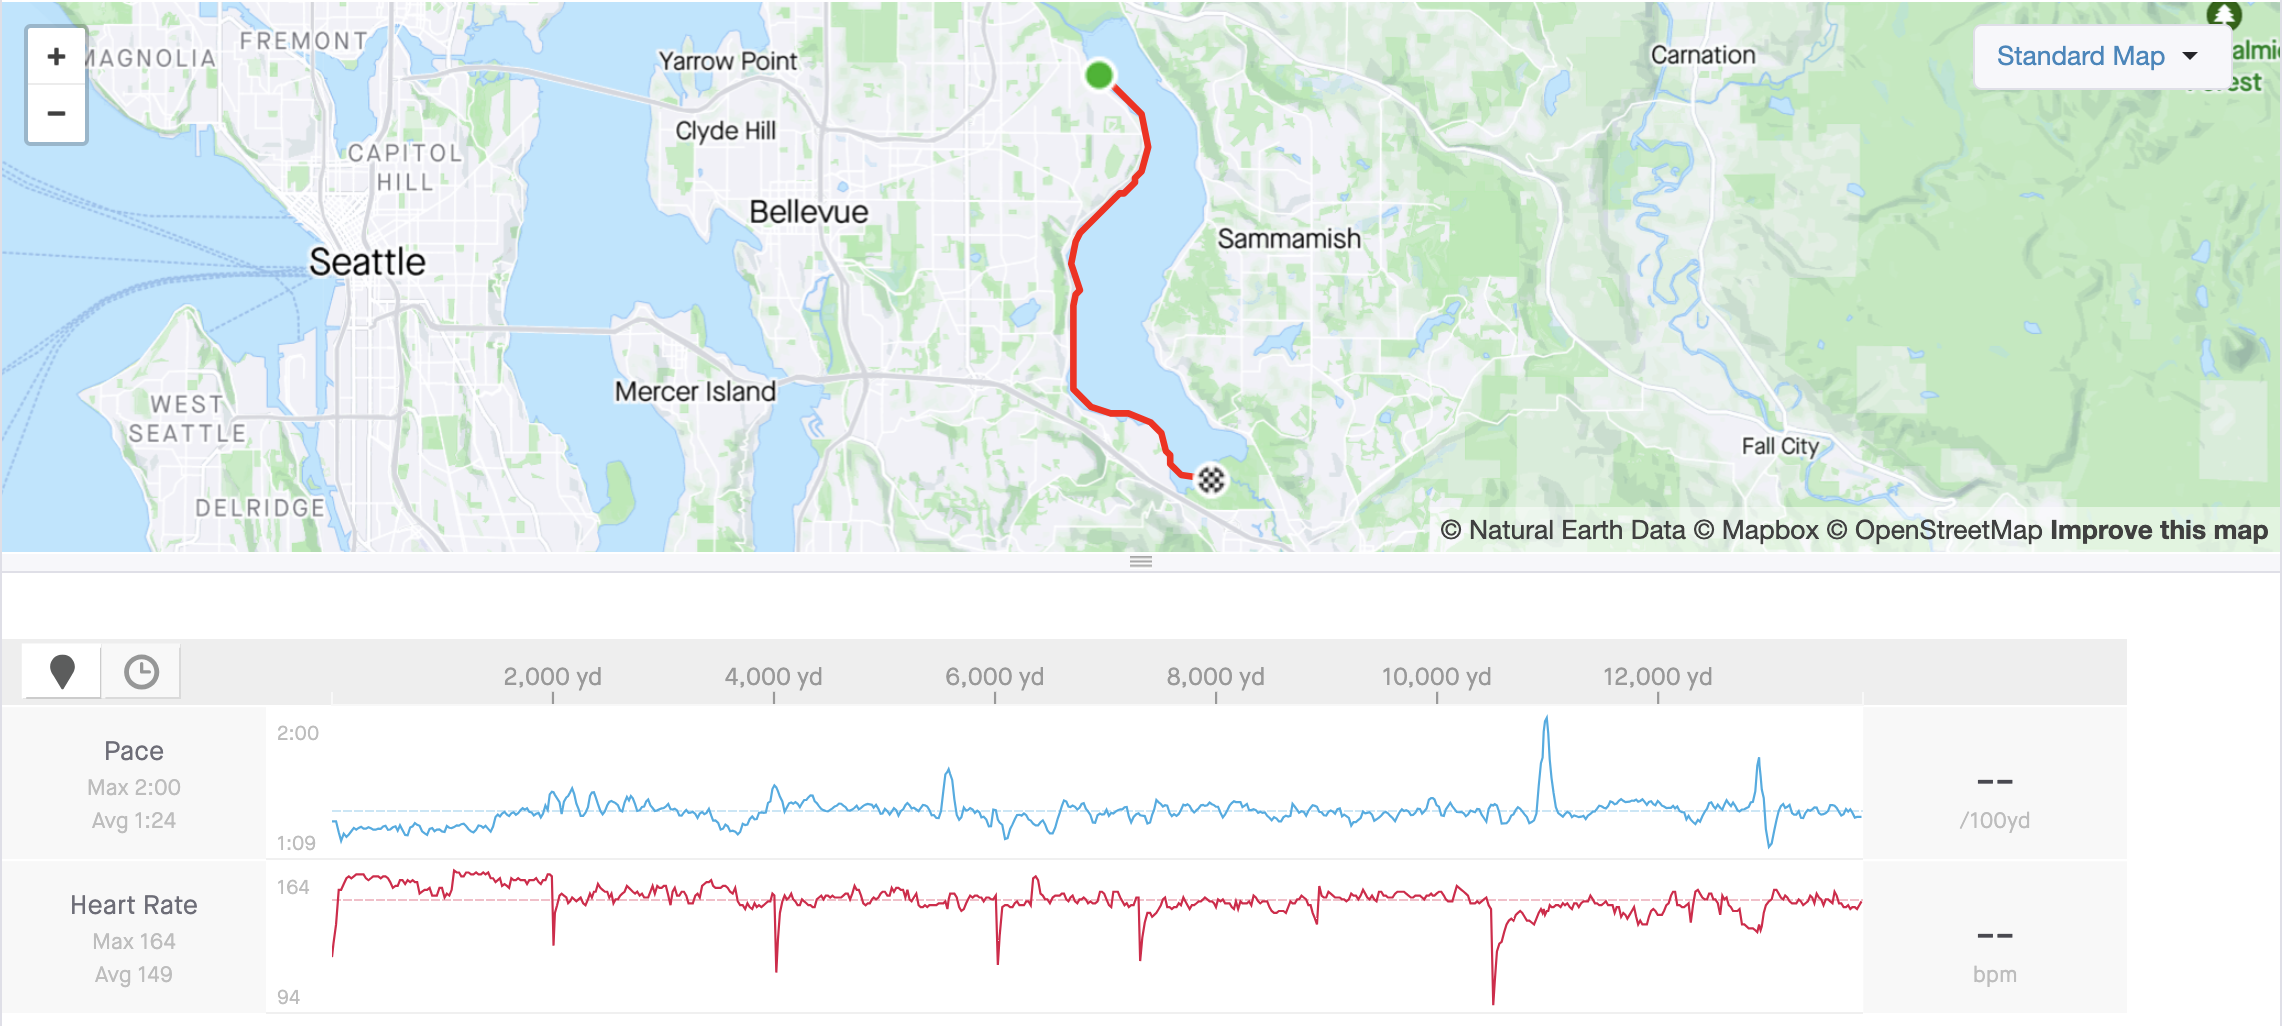 +
−
MAGNOLIA
FREMONT
Yarrow Point
Carnation
Standard Map
Clyde Hill
CAPITOL
HILL
Bellevue
Sammamish
Seattle
Mercer Island
WEST
SEATTLE
Fall City
DELRIDGE
© Natural Earth Data © Mapbox © OpenStreetMap Improve this map
2,000 yd 4,000 yd 6,000 yd 8,000 yd 10,000 yd 12,000 yd
Pace
Max 2:00
Avg 1:24
2:00
1:09
--
/100yd
Heart Rate
Max 164
Avg 149
164
94
--
bpm